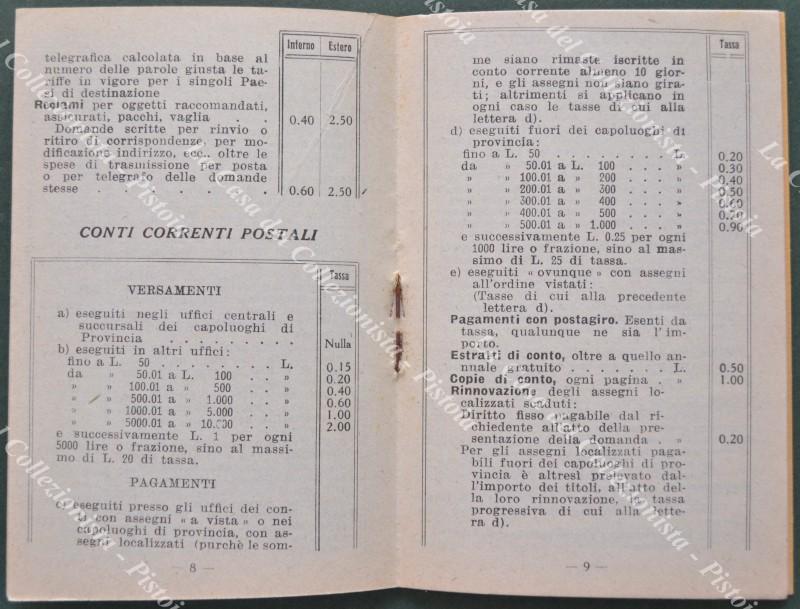 Interno Estero
telegrafica calcolata in base al
numero delle parole giusta le ta-
riffe in vigore per i singoli Pae-
si di destinazione
Reclami per oggetti raccomandati,
assicurati, pacchi, vaglia . . 0.40 2.50
Domande scritte per rinvio o
ritiro di corrispondenze, per mo-
dificazione indirizzo, ecc., oltre le
spese di trasmissione per posta
o per telegrafo delle domande
stesse . . . . . . . . 0.60 2.50
CONTI CORRENTI POSTALI
Tassa
VERSAMENTI
a) eseguiti negli uffici centrali e
succursali dei capoluoghi di
Provincia . . . . . . . . . Nulla
b) eseguiti in altri uffici:
fino a L. 50 . . . . . . . L. 0.15
da » 50.01 a L. 100 . . . » 0.20
» » 100.01 a » 500 . . . » 0.40
» » 500.01 a » 1.000 . . . » 0.60
» » 1000.01 a » 5.000 . . . » 1.00
» » 5000.01 a » 10.000 . . . » 2.00
e successivamente L. 1 per ogni
5000 lire o frazione, sino al massi-
mo di L. 20 di tassa.
PAGAMENTI
c) eseguiti presso gli uffici dei con-
ti con assegni «a vista» o nei
capoluoghi di provincia, con as-
segni localizzati (purchè le som-
— 8 —
Tassa
me siano rimaste iscritte in
conto corrente almeno 10 gior-
ni, e gli assegni non siano gira-
ti; altrimenti si applicano in
ogni caso le tasse di cui alla
lettera d).
d) eseguiti fuori dei capoluoghi di
provincia:
fino a L. 50 . . . . . . . L. 0.20
da » 50.01 a L. 100 . . . » 0.30
» » 100.01 a » 200 . . . » 0.40
» » 200.01 a » 300 . . . » 0.50
» » 300.01 a » 400 . . . » 0.60
» » 400.01 a » 500 . . . » 0.70
» » 500.01 a » 1.000 . . . » 0.90
e successivamente L. 0.25 per ogni
1000 lire o frazione, sino al mas-
simo di L. 25 di tassa.
e) eseguiti «ovunque» con assegni
all'ordine vistati:
(Tasse di cui alla precedente
lettera d).
Pagamenti con postagiro. Esenti da
tassa, qualunque ne sia l'im-
porto.
Estratti di conto, oltre a quello an-
nuale gratuito . . . . . . L. 0.50
Copie di conto, ogni pagina . » 1.00
Rinnovazione degli assegni lo-
calizzati scaduti:
Diritto fisso pagabile dal ri-
chiedente all'atto della pre-
sentazione della domanda . » 0.20
Per gli assegni localizzati paga-
bili fuori dei capoluoghi di pro-
vincia è altresì prelevato dal-
l'importo dei titoli, all'atto del-
la loro rinnovazione, la tassa
progressiva di cui alla lette-
ra d).
— 9 —
La Casa del Collezionista - Pistoia